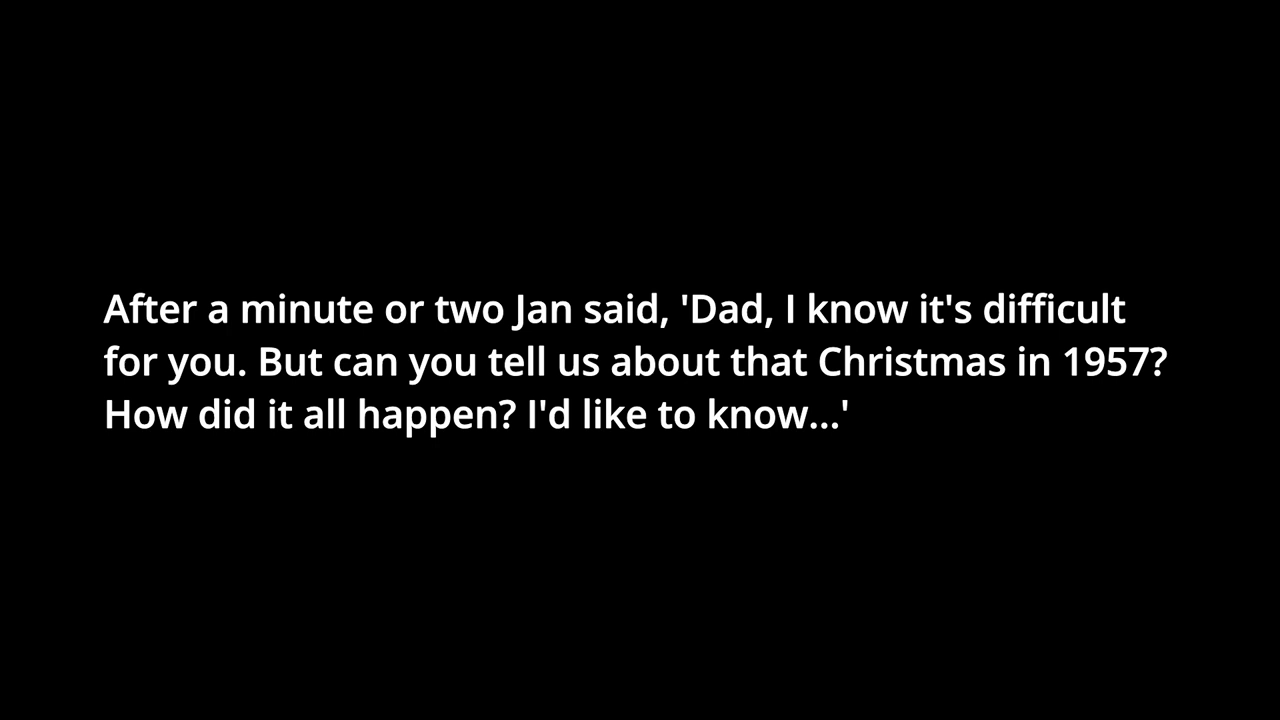 After a minute or two Jan said, 'Dad, I know it's difficult
for you. But can you tell us about that Christmas in 1957?
How did it all happen? I'd like to know...'